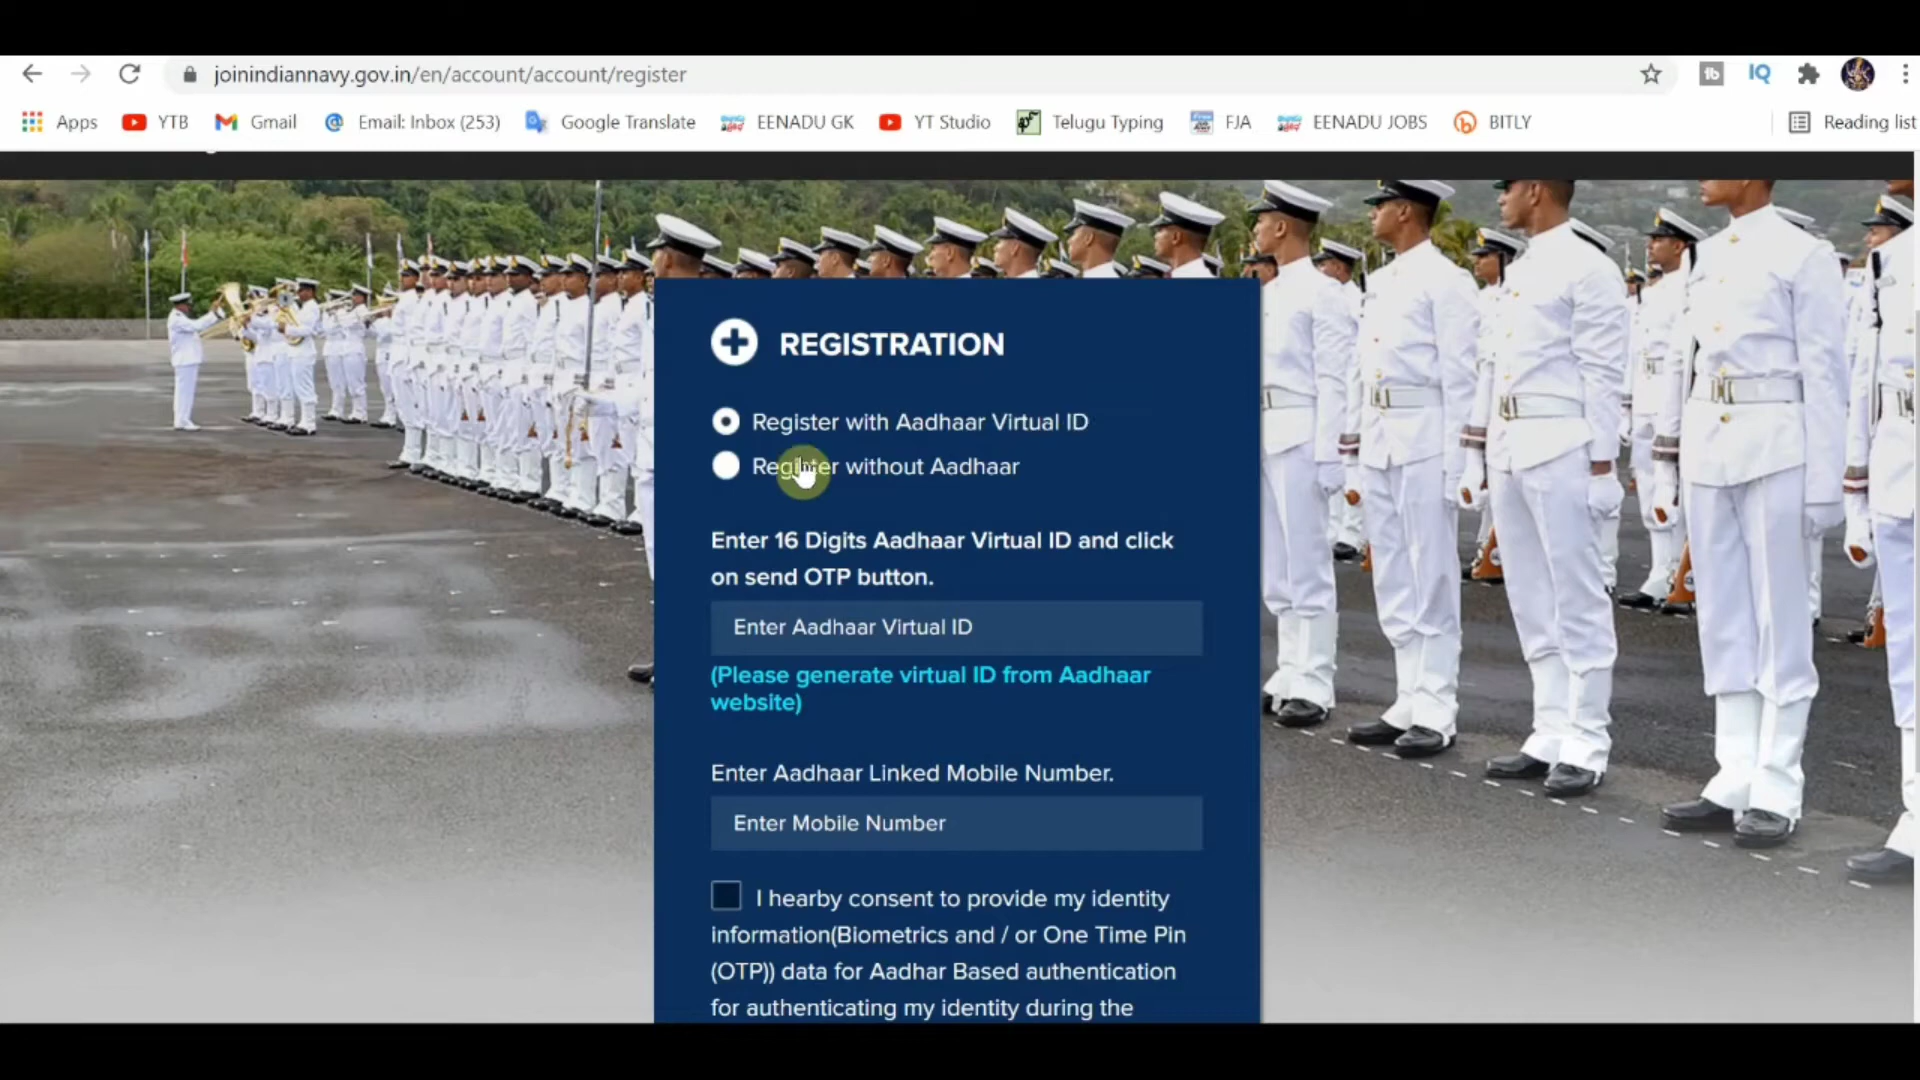 joinindiannavy.gov.in/en/account/account/register
Apps YTB Gmail Email: Inbox (253) Google Translate EENADU GK YT Studio Telugu Typing FJA EENADU JOBS BITLY Reading list
REGISTRATION
Register with Aadhaar Virtual ID
Register without Aadhaar
Enter 16 Digits Aadhaar Virtual ID and click
on send OTP button.
Enter Aadhaar Virtual ID
(Please generate virtual ID from Aadhaar
website)
Enter Aadhaar Linked Mobile Number.
Enter Mobile Number
I hearby consent to provide my identity
information(Biometrics and / or One Time Pin
(OTP)) data for Aadhar Based authentication
for authenticating my identity during the